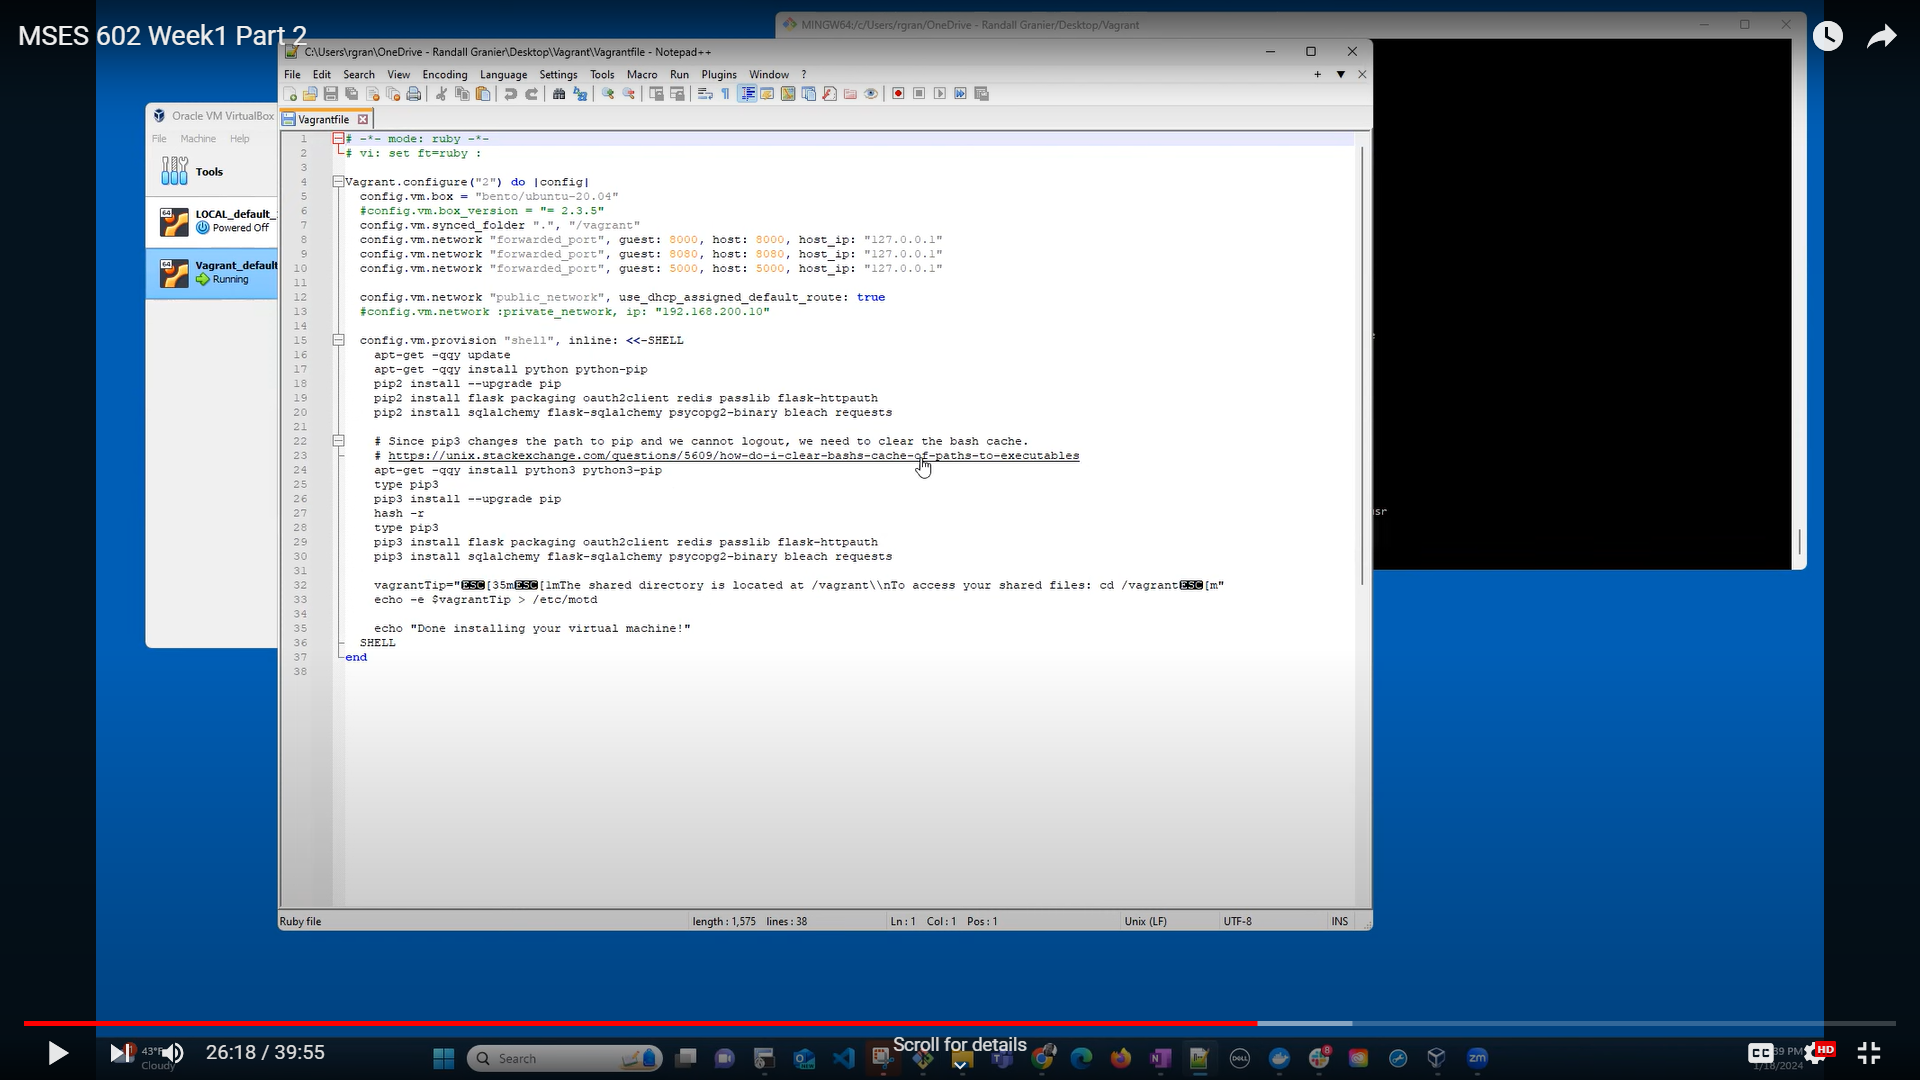 MSES 602 Week1 Part 2
MINGW64:/c/Users/rgran/OneDrive - Randall Granier/Desktop/Vagrant
C:\Users\rgran\OneDrive - Randall Granier\Desktop\Vagrant\Vagrantfile - Notepad++
File Edit Search View Encoding Language Settings Tools Macro Run Plugins Window ?
Vagrantfile
Oracle VM VirtualBox
File Machine Help
Tools
LOCAL_default_
Powered Off
Vagrant_default
Running
1 # -*- mode: ruby -*-
2 # vi: set ft=ruby :
3
4 Vagrant.configure("2") do |config|
5 config.vm.box = "bento/ubuntu-20.04"
6 #config.vm.box_version = "= 2.3.5"
7 config.vm.synced_folder ".", "/vagrant"
8 config.vm.network "forwarded_port", guest: 8000, host: 8000, host_ip: "127.0.0.1"
9 config.vm.network "forwarded_port", guest: 8080, host: 8080, host_ip: "127.0.0.1"
10 config.vm.network "forwarded_port", guest: 5000, host: 5000, host_ip: "127.0.0.1"
11
12 config.vm.network "public_network", use_dhcp_assigned_default_route: true
13 #config.vm.network :private_network, ip: "192.168.200.10"
14
15 config.vm.provision "shell", inline: <<-SHELL
16 apt-get -qqy update
17 apt-get -qqy install python python-pip
18 pip2 install --upgrade pip
19 pip2 install flask packaging oauth2client redis passlib flask-httpauth
20 pip2 install sqlalchemy flask-sqlalchemy psycopg2-binary bleach requests
21
22 # Since pip3 changes the path to pip and we cannot logout, we need to clear the bash cache.
23 # https://unix.stackexchange.com/questions/5609/how-do-i-clear-bashs-cache-of-paths-to-executables
24 apt-get -qqy install python3 python3-pip
25 type pip3
26 pip3 install --upgrade pip
27 hash -r
28 type pip3
29 pip3 install flask packaging oauth2client redis passlib flask-httpauth
30 pip3 install sqlalchemy flask-sqlalchemy psycopg2-binary bleach requests
31
32 vagrantTip="ESC[35mESC[1mThe shared directory is located at /vagrant\\nTo access your shared files: cd /vagrantESC[m"
33 echo -e $vagrantTip > /etc/motd
34
35 echo "Done installing your virtual machine!"
36 SHELL
37 end
38
Ruby file length : 1,575 lines : 38 Ln : 1 Col : 1 Pos : 1 Unix (LF) UTF-8 INS
26:18 / 39:55
43°F
Cloudy
Search
Scroll for details
CC
HD
1/16/2024